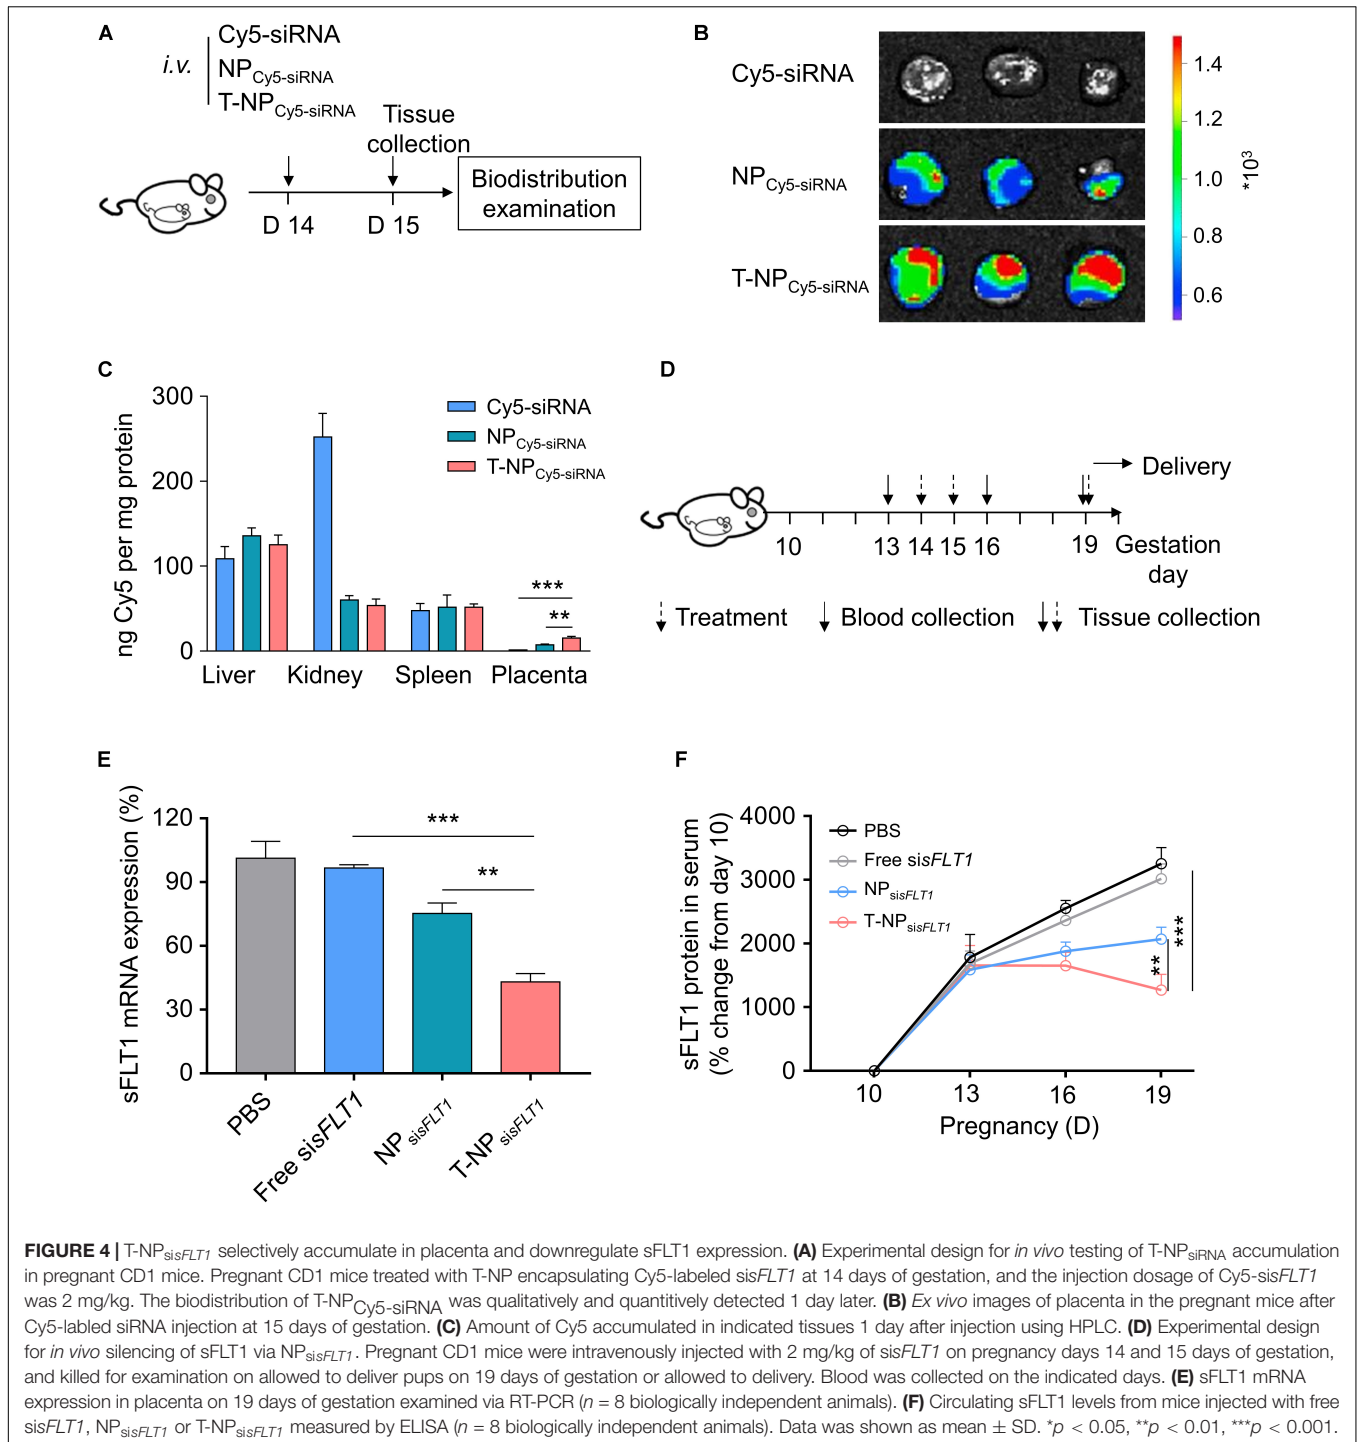 A
Cy5-siRNA
i.v.
NPCy5-siRNA
T-NPCy5-siRNA
Tissue
collection
D 14
D 15
Biodistribution
examination
B
Cy5-siRNA
NPCy5-siRNA
T-NPCy5-siRNA
1.4
1.2
1.0
0.8
0.6
*10³
C
ng Cy5 per mg protein
300
200
100
0
Cy5-siRNA
NPCy5-siRNA
T-NPCy5-siRNA
***
**
Liver Kidney Spleen Placenta
D
Delivery
10 13 14 15 16 19 Gestation
day
Treatment Blood collection Tissue collection
E
sFLT1 mRNA expression (%)
120
90
60
30
0
***
**
PBS
Free sisFLT1
NP sisFLT1
T-NP sisFLT1
F
sFLT1 protein in serum
(% change from day 10)
4000
3000
2000
1000
0
PBS
Free sisFLT1
NPsisFLT1
T-NPsisFLT1
**
***
10 13 16 19
Pregnancy (D)
FIGURE 4 | T-NPsisFLT1 selectively accumulate in placenta and downregulate sFLT1 expression. (A) Experimental design for in vivo testing of T-NPsiRNA accumulation
in pregnant CD1 mice. Pregnant CD1 mice treated with T-NP encapsulating Cy5-labeled sisFLT1 at 14 days of gestation, and the injection dosage of Cy5-sisFLT1
was 2 mg/kg. The biodistribution of T-NPCy5-siRNA was qualitatively and quantitively detected 1 day later. (B) Ex vivo images of placenta in the pregnant mice after
Cy5-labled siRNA injection at 15 days of gestation. (C) Amount of Cy5 accumulated in indicated tissues 1 day after injection using HPLC. (D) Experimental design
for in vivo silencing of sFLT1 via NPsisFLT1. Pregnant CD1 mice were intravenously injected with 2 mg/kg of sisFLT1 on pregnancy days 14 and 15 days of gestation,
and killed for examination on allowed to deliver pups on 19 days of gestation or allowed to delivery. Blood was collected on the indicated days. (E) sFLT1 mRNA
expression in placenta on 19 days of gestation examined via RT-PCR (n = 8 biologically independent animals). (F) Circulating sFLT1 levels from mice injected with free
sisFLT1, NPsisFLT1 or T-NPsisFLT1 measured by ELISA (n = 8 biologically independent animals). Data was shown as mean ± SD. *p < 0.05, **p < 0.01, ***p < 0.001.